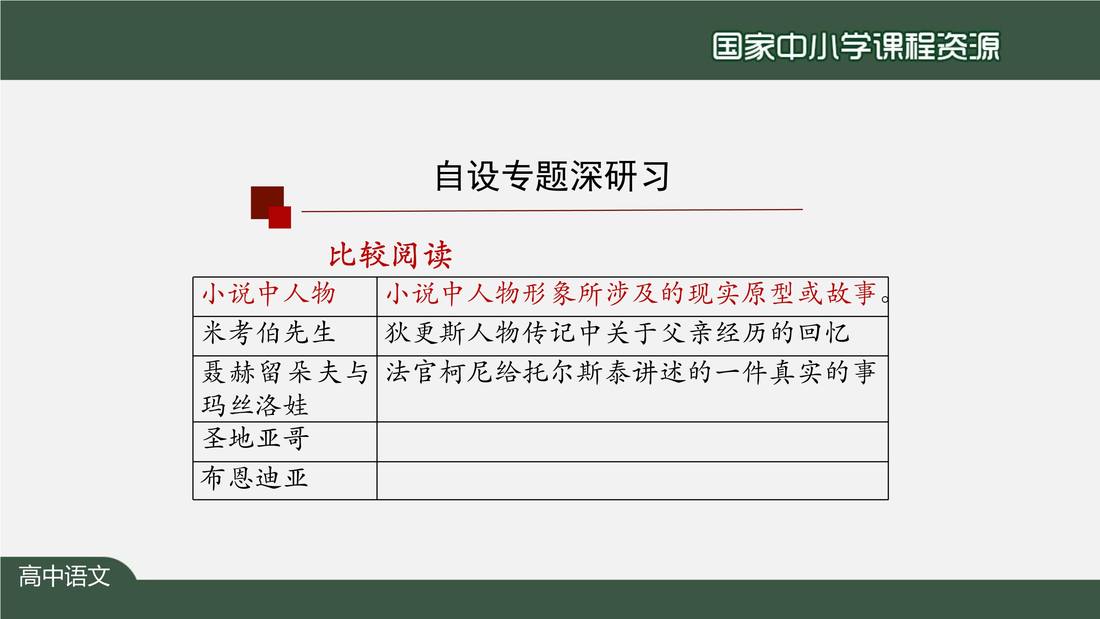 国家中小学课程资源
自设专题深研习
比较阅读
小说中人物
小说中人物形象所涉及的现实原型或故事。
米考伯先生
狄更斯人物传记中关于父亲经历的回忆
聂赫留朵夫与
玛丝洛娃
法官柯尼给托尔斯泰讲述的一件真实的事
圣地亚哥
布恩迪亚
高中语文